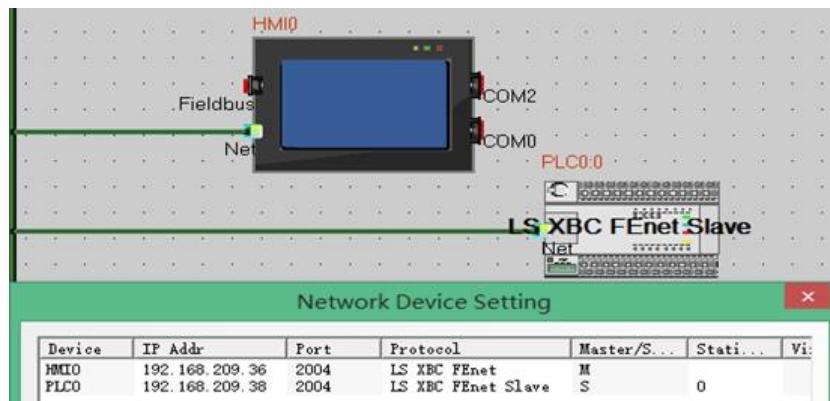 HMI0
Fieldbus
COM2
Net
COM0
PLC0:0
LS XBC FEnet Slave
Net
Network Device Setting
Device IP Addr Port Protocol Master/S... Stati... Vi:
HMI0 192.168.209.36 2004 LS XBC FEnet M
PLC0 192.168.209.38 2004 LS XBC FEnet Slave S 0